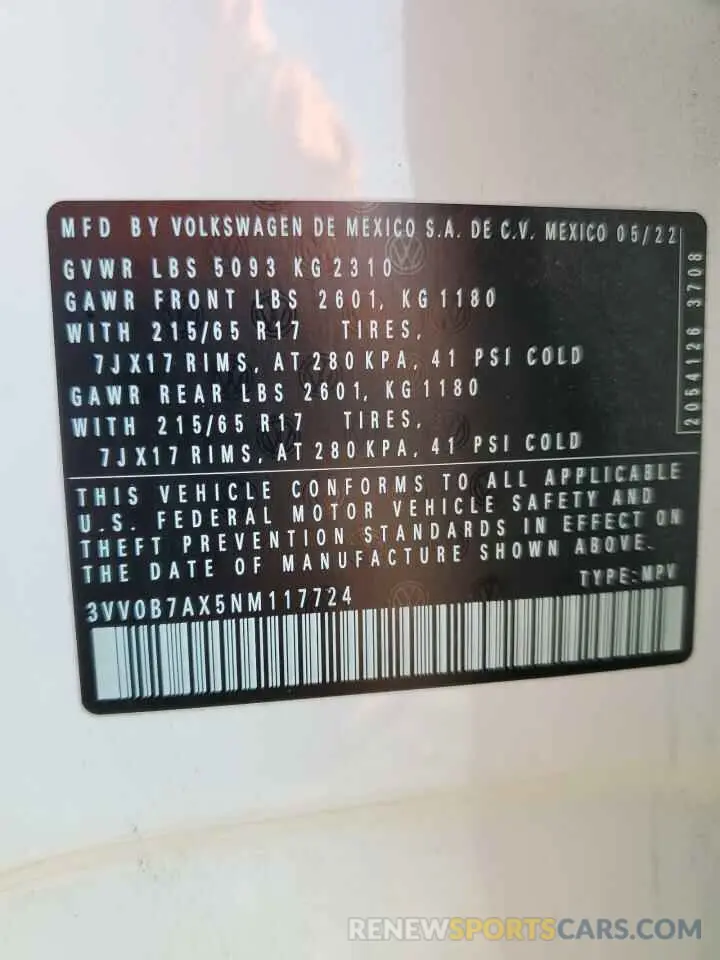 MFD BY VOLKSWAGEN DE MEXICO S.A. DE C.V. MEXICO 05/22
GVWR LBS 5093 KG 2310
GAWR FRONT LBS 2601, KG 1180
WITH 215/65 R17 TIRES,
7JX17 RIMS, AT 280 KPA, 41 PSI COLD
GAWR REAR LBS 2601, KG 1180
WITH 215/65 R17 TIRES,
7JX17 RIMS, AT 280 KPA, 41 PSI COLD
2054126 3708
THIS VEHICLE CONFORMS TO ALL APPLICABLE
U.S. FEDERAL MOTOR VEHICLE SAFETY AND
THEFT PREVENTION STANDARDS IN EFFECT ON
THE DATE OF MANUFACTURE SHOWN ABOVE.
TYPE: MPV
3VV0B7AX5NM117724
RENEWSPORTSCARS.COM